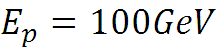 E_p = 100GeV